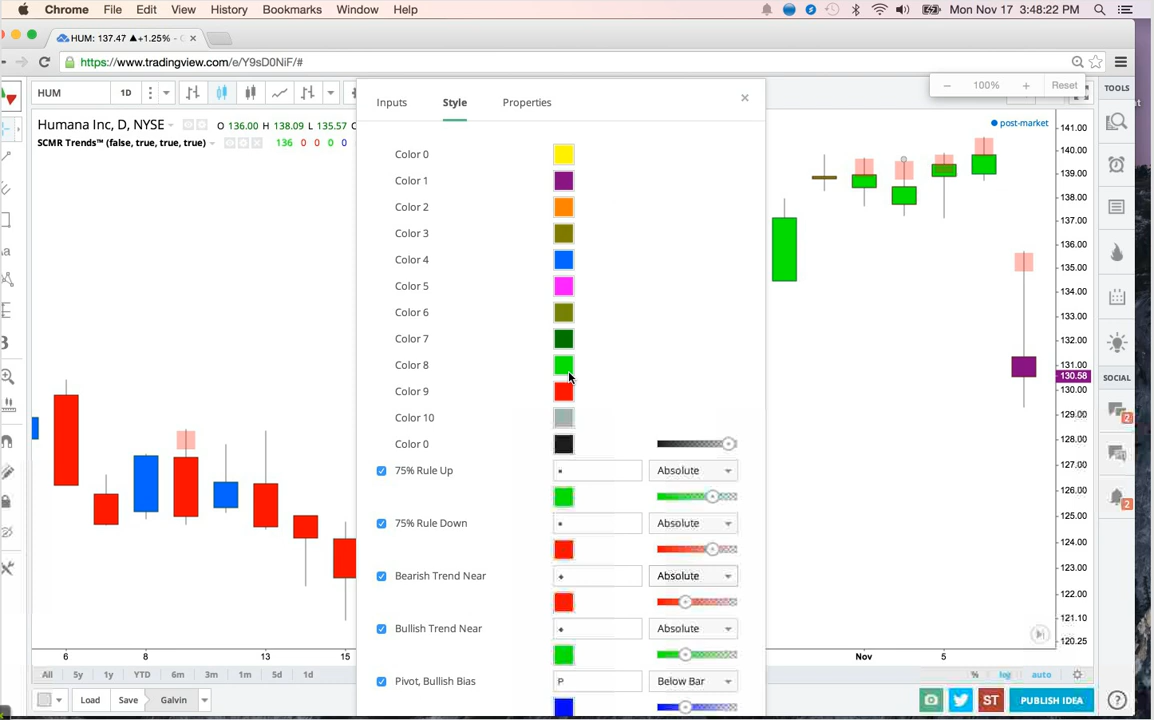 Chrome File Edit View History Bookmarks Window Help Mon Nov 17 3:48:22 PM
HUM: 137.47 ▲+1.25% -
https://www.tradingview.com/e/Y9sD0NiF/#
HUM 1D
Inputs Style Properties
100% Reset
TOOLS
Humana Inc, D, NYSE O 136.00 H 138.09 L 135.57 C
SCMR Trends™ (false, true, true, true) 136 0 0 0 0
post-market
141.00
140.00
139.00
138.00
137.00
136.00
135.00
134.00
133.00
132.00
131.00
130.58
130.00
129.00
128.00
127.00
126.00
125.00
124.00
123.00
122.00
121.10
120.25
Color 0
Color 1
Color 2
Color 3
Color 4
Color 5
Color 6
Color 7
Color 8
Color 9
Color 10
Color 0
75% Rule Up Absolute
75% Rule Down Absolute
Bearish Trend Near Absolute
Bullish Trend Near Absolute
Pivot, Bullish Bias P Below Bar
SOCIAL
2
2
6 8 13 15 Nov 5
All 5y 1y YTD 6m 3m 1m 5d 1d % log auto
Load Save Galvin ST PUBLISH IDEA ?